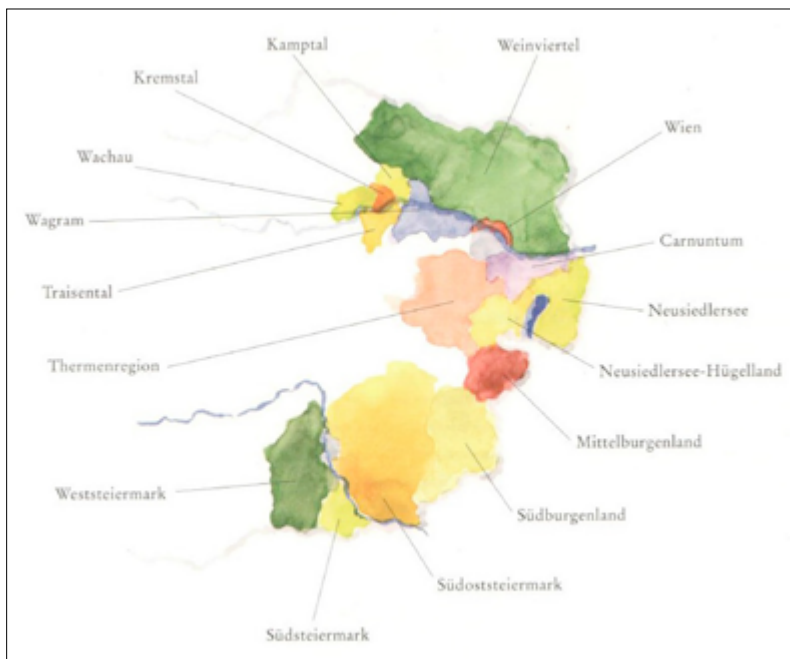 Kamptal
Weinviertel
Kremstal
Wien
Wachau
Wagram
Carnuntum
Traisental
Neusiedlersee
Thermenregion
Neusiedlersee-Hügelland
Mittelburgenland
Weststeiermark
Südburgenland
Südoststeiermark
Südsteiermark